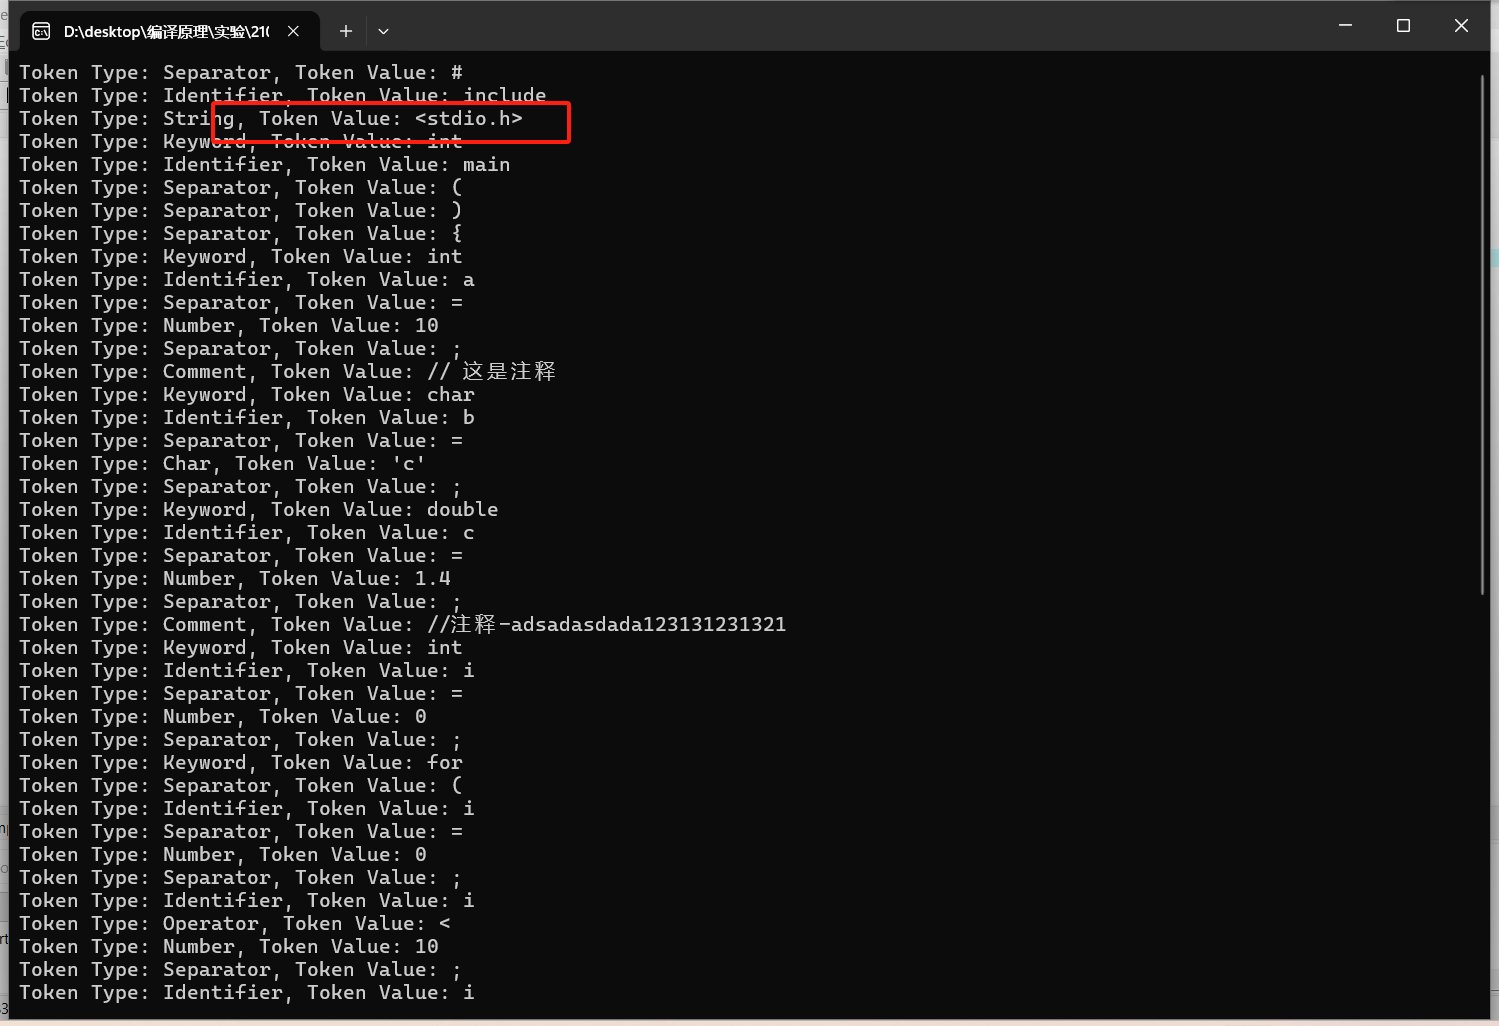 D:\desktop\编译原理\实验\210
Token Type: Separator, Token Value: #
Token Type: Identifier, Token Value: include
Token Type: String, Token Value: <stdio.h>
Token Type: Keyword, Token Value: int
Token Type: Identifier, Token Value: main
Token Type: Separator, Token Value: (
Token Type: Separator, Token Value: )
Token Type: Separator, Token Value: {
Token Type: Keyword, Token Value: int
Token Type: Identifier, Token Value: a
Token Type: Separator, Token Value: =
Token Type: Number, Token Value: 10
Token Type: Separator, Token Value: ;
Token Type: Comment, Token Value: // 这是注释
Token Type: Keyword, Token Value: char
Token Type: Identifier, Token Value: b
Token Type: Separator, Token Value: =
Token Type: Char, Token Value: 'c'
Token Type: Separator, Token Value: ;
Token Type: Keyword, Token Value: double
Token Type: Identifier, Token Value: c
Token Type: Separator, Token Value: =
Token Type: Number, Token Value: 1.4
Token Type: Separator, Token Value: ;
Token Type: Comment, Token Value: //注释-adsadasdada123131231321
Token Type: Keyword, Token Value: int
Token Type: Identifier, Token Value: i
Token Type: Separator, Token Value: =
Token Type: Number, Token Value: 0
Token Type: Separator, Token Value: ;
Token Type: Keyword, Token Value: for
Token Type: Separator, Token Value: (
Token Type: Identifier, Token Value: i
Token Type: Separator, Token Value: =
Token Type: Number, Token Value: 0
Token Type: Separator, Token Value: ;
Token Type: Identifier, Token Value: i
Token Type: Operator, Token Value: <
Token Type: Number, Token Value: 10
Token Type: Separator, Token Value: ;
Token Type: Identifier, Token Value: i